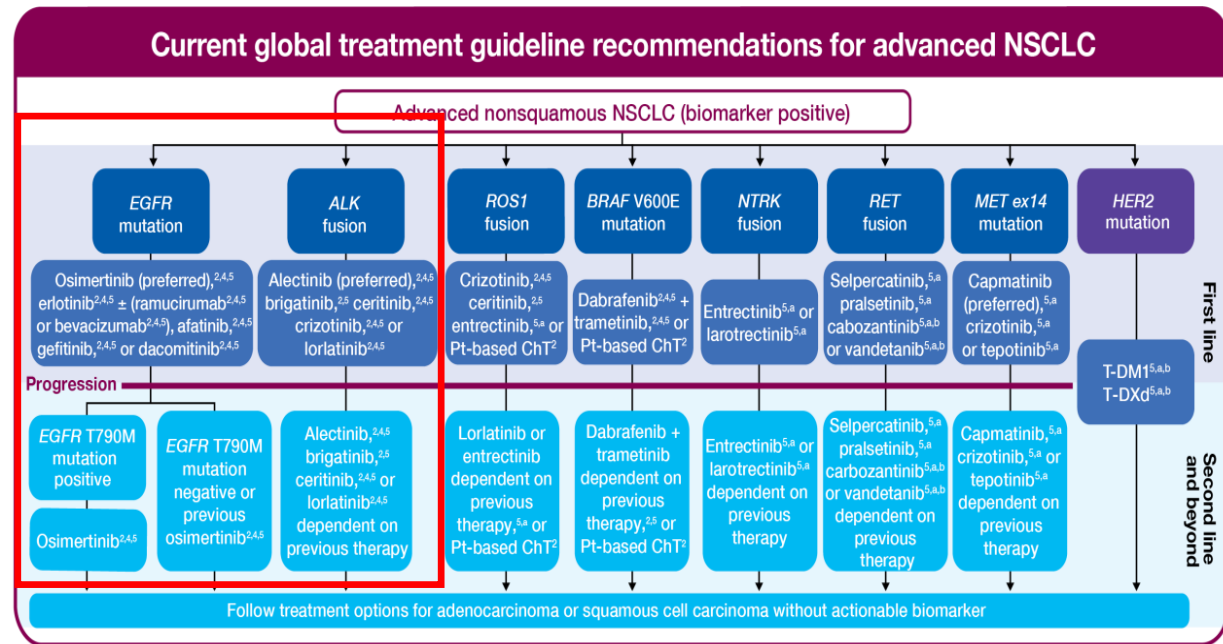 Current global treatment guideline recommendations for advanced NSCLC
Advanced nonsquamous NSCLC (biomarker positive)
EGFR
mutation
ALK
fusion
ROS1
fusion
BRAF V600E
mutation
NTRK
fusion
RET
fusion
MET ex14
mutation
HER2
mutation
Osimertinib (preferred),2,4,5
erlotinib2,4,5 ± (ramucirumab2,4,5
or bevacizumab2,4,5), afatinib,2,4,5
gefitinib,2,4,5 or dacomitinib2,4,5
Alectinib (preferred),2,4,5
brigatinib,2,5 ceritinib,2,4,5
crizotinib,2,4,5 or
lorlatinib2,4,5
Crizotinib,2,4,5
ceritinib,2,5
entrectinib,5,a or
Pt-based ChT2
Dabrafenib2,4,5 +
trametinib,2,4,5 or
Pt-based ChT2
Entrectinib5,a or
larotrectinib5,a
Selpercatinib,5,a
pralsetinib,5,a
cabozantinib5,a,b
or vandetanib5,a,b
Capmatinib
(preferred),5,a
crizotinib,5,a
or tepotinib5,a
First line
T-DM15,a,b
T-DXd5,a,b
Progression
EGFR T790M
mutation
positive
Osimertinib2,4,5
EGFR T790M
mutation
negative or
previous
osimertinib2,4,5
Alectinib,2,4,5
brigatinib,2,5
ceritinib,2,4,5 or
lorlatinib2,4,5
dependent on
previous therapy
Lorlatinib or
entrectinib
dependent on
previous
therapy,5,a or
Pt-based ChT2
Dabrafenib +
trametinib
dependent on
previous
therapy,2,5 or
Pt-based ChT2
Entrectinib5,a or
larotrectinib5,a
dependent on
previous
therapy
Selpercatinib,5,a
pralsetinib,5,a
carbozantinib5,a,b
or vandetanib5,a,b
dependent on
previous
therapy
Capmatinib,5,a
crizotinib,5,a or
tepotinib5,a
dependent on
previous
therapy
Second line
and beyond
Follow treatment options for adenocarcinoma or squamous cell carcinoma without actionable biomarker